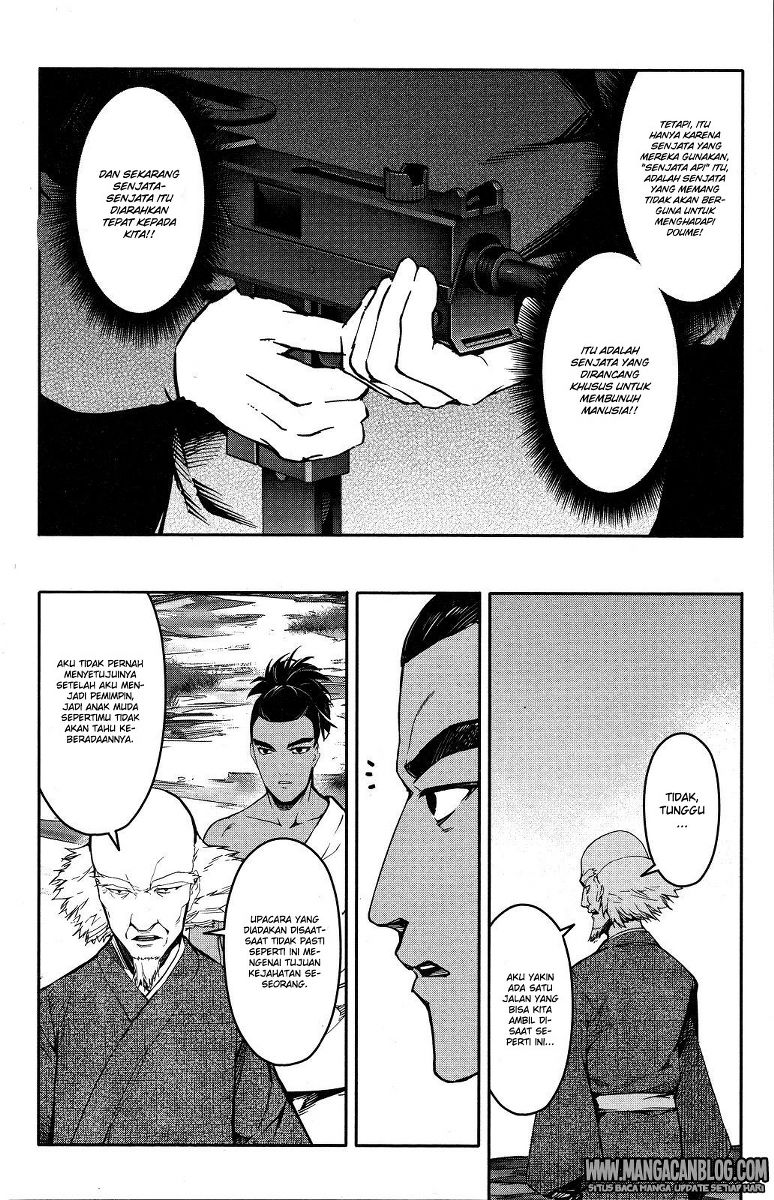 TETAPI, ITU
HANYA KARENA
SENJATA YANG
MEREKA GUNAKAN,
"SENJATA API" ITU,
ADALAH SENJATA
YANG MEMANG
TIDAK AKAN BER-
GUNA UNTUK
MENGHADAPI
DOUME!
ITU ADALAH
SENJATA YANG
DIRANCANG
KHUSUS UNTUK
MEMBUNUH
MANUSIA!!
DAN SEKARANG
SENJATA-
SENJATA ITU
DIARAHKAN
TEPAT KEPADA
KITA!!
TIDAK,
TUNGGU
...
AKU YAKIN
ADA SATU
JALAN YANG
BISA KITA
AMBIL DI-
SAAT SE-
PERTI INI...
UPACARA YANG
DIADAKAN DISAAT-
SAAT TIDAK PASTI
SEPERTI INI ME-
NGENAI TUJUAN
KEJAHATAN SE-
SEORANG.
AKU TIDAK PERNAH
MENYETUJUINYA
SETELAH AKU MEN-
JADI PEMIMPIN,
JADI ANAK MUDA
SEPERTIMU TIDAK
AKAN TAHU KE-
BERADAANNYA.
WWW.MANGACANBLOG.COM
SITUS BACA MANGA UPDATE SETIAP HARI